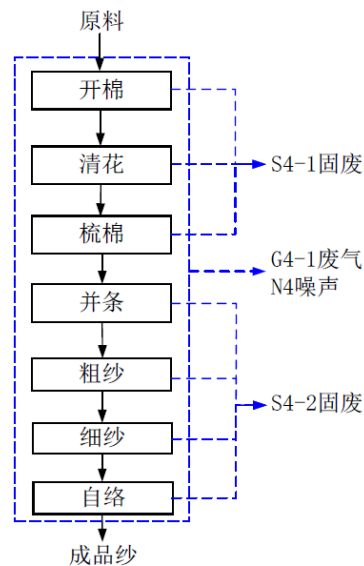 原料
开棉
清花
S4-1固废
梳棉
G4-1废气
N4噪声
并条
粗纱
S4-2固废
细纱
自络
成品纱